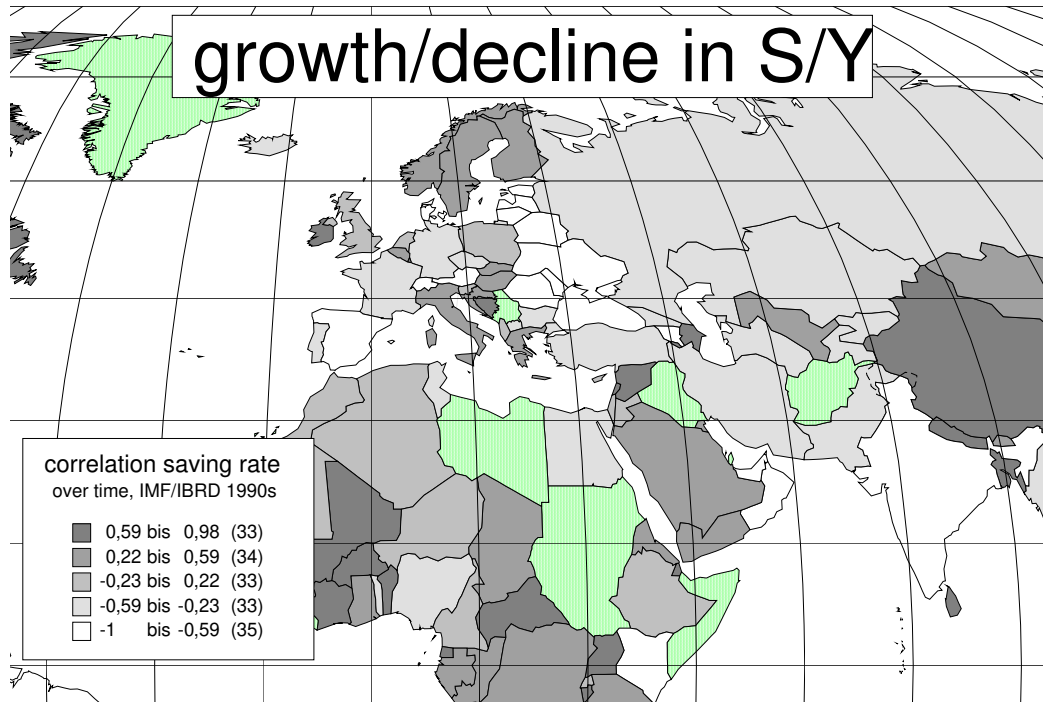 growth/decline in S/Y
correlation saving rate
over time, IMF/IBRD 1990s
0,59 bis 0,98 (33)
0,22 bis 0,59 (34)
-0,23 bis 0,22 (33)
-0,59 bis -0,23 (33)
-1 bis -0,59 (35)